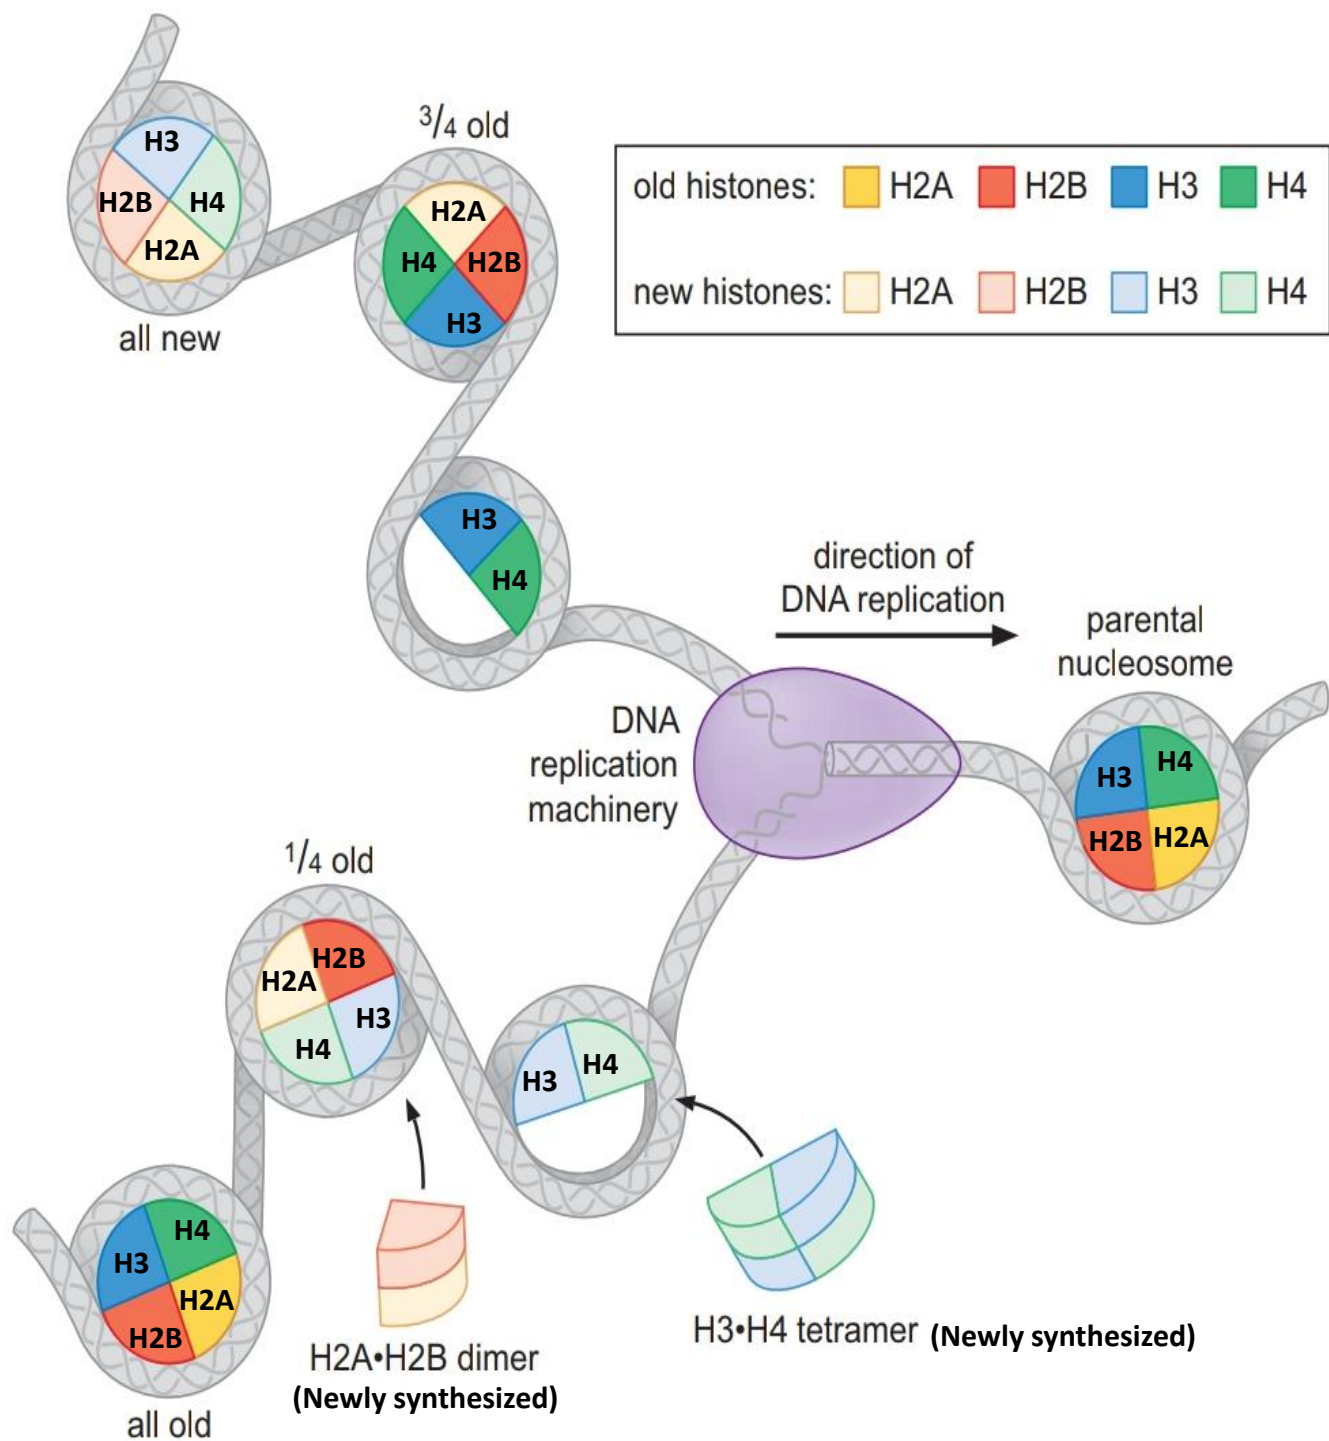 3/4 old
H3
H2B
H4
H2A
all new
H2A
H4
H2B
H3
old histones: H2A H2B H3 H4
new histones: H2A H2B H3 H4
H3
H4
direction of
DNA replication
parental
nucleosome
DNA
replication
machinery
H3
H4
H2B
H2A
1/4 old
H2B
H2A
H3
H4
H3
H4
H4
H3
H2A
H2B
all old
H2A•H2B dimer
(Newly synthesized)
H3•H4 tetramer (Newly synthesized)